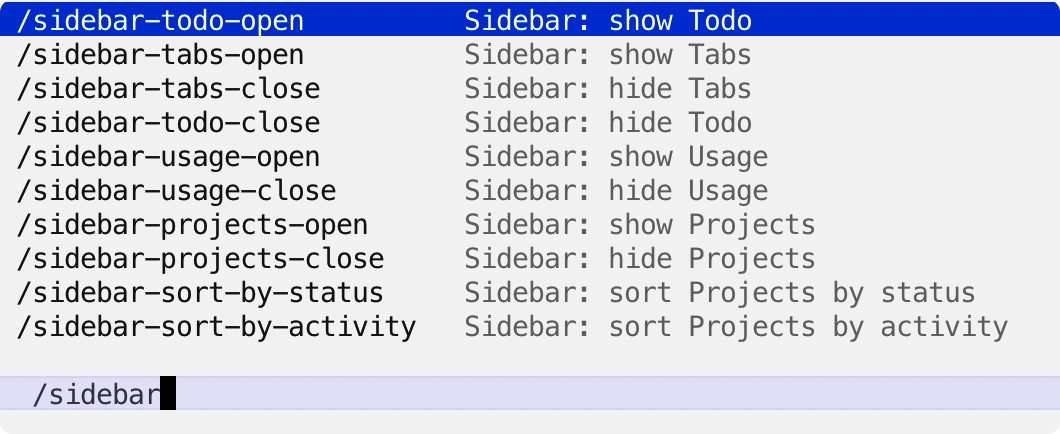 /sidebar-todo-open Sidebar: show Todo
/sidebar-tabs-open Sidebar: show Tabs
/sidebar-tabs-close Sidebar: hide Tabs
/sidebar-todo-close Sidebar: hide Todo
/sidebar-usage-open Sidebar: show Usage
/sidebar-usage-close Sidebar: hide Usage
/sidebar-projects-open Sidebar: show Projects
/sidebar-projects-close Sidebar: hide Projects
/sidebar-sort-by-status Sidebar: sort Projects by status
/sidebar-sort-by-activity Sidebar: sort Projects by activity
/sidebar